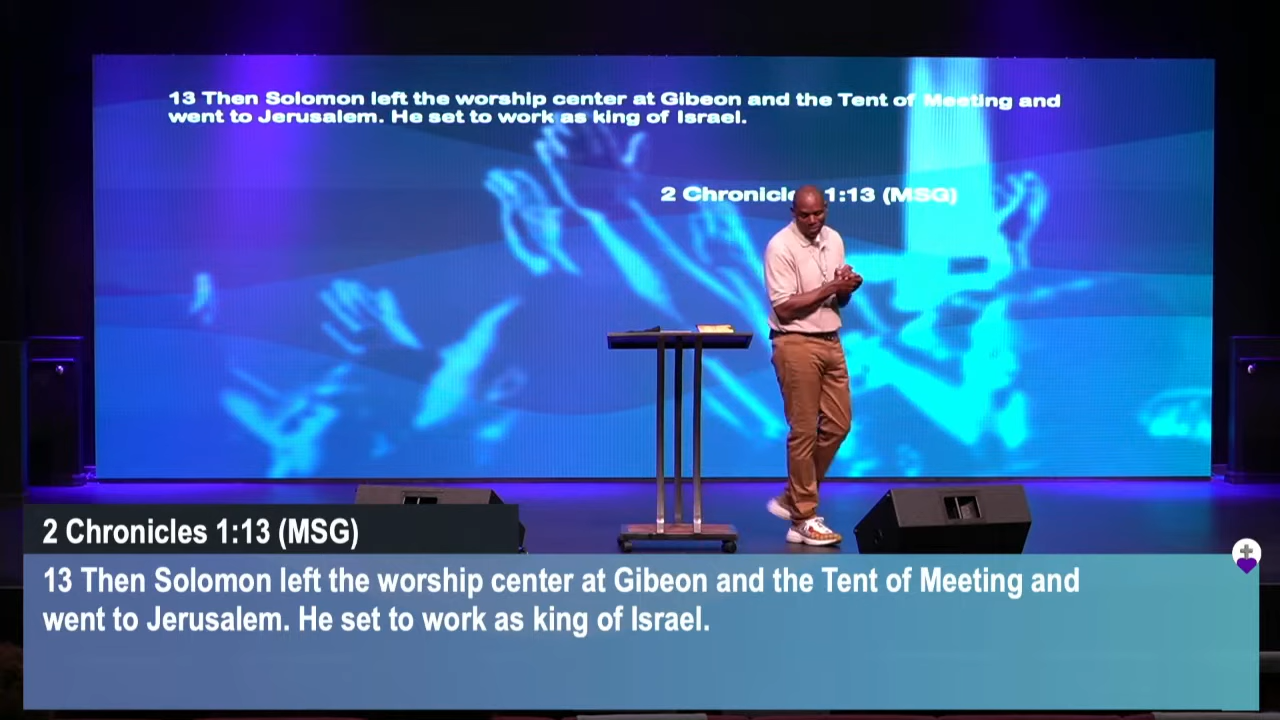 13 Then Solomon left the worship center at Gibeon and the Tent of Meeting and
went to Jerusalem. He set to work as king of Israel.
2 Chronicles 1:13 (MSG)
2 Chronicles 1:13 (MSG)
13 Then Solomon left the worship center at Gibeon and the Tent of Meeting and
went to Jerusalem. He set to work as king of Israel.